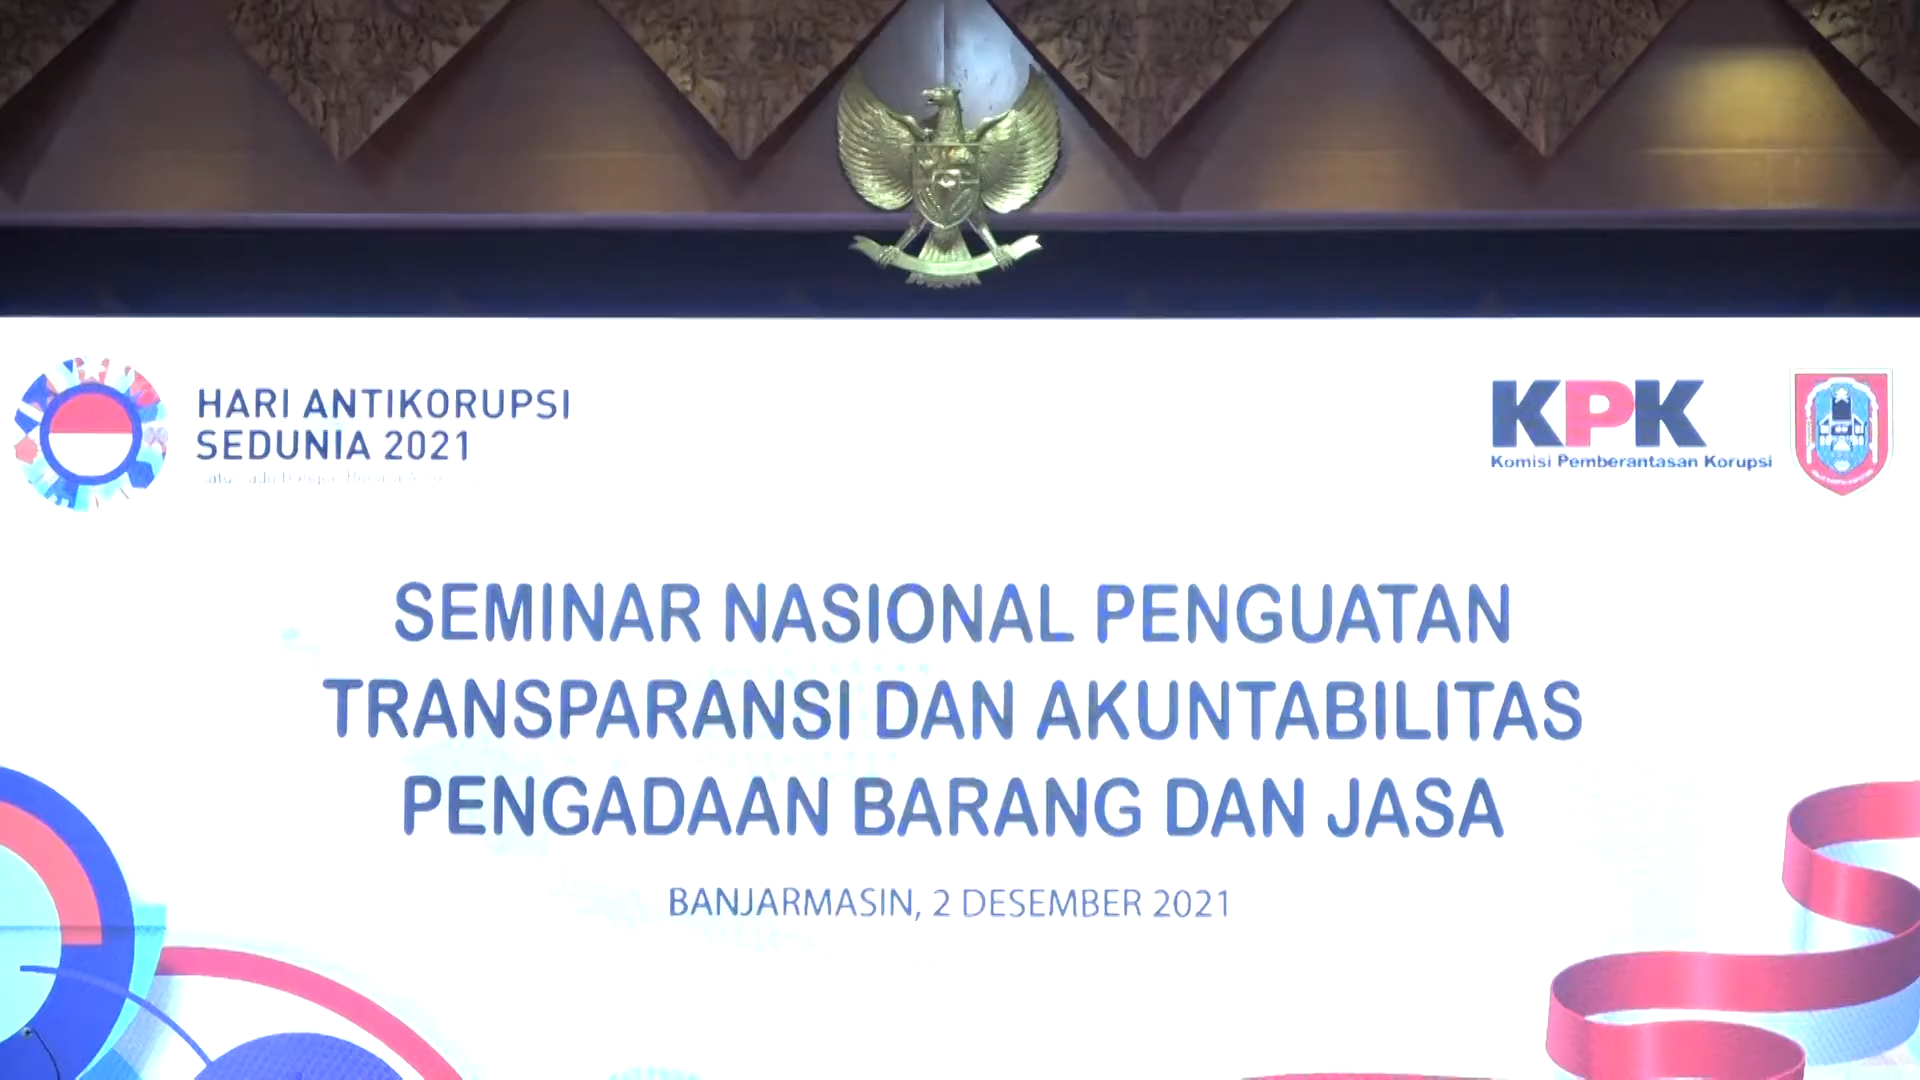 HARI ANTIKORUPSI
SEDUNIA 2021
KPK
Komisi Pemberantasan Korupsi
SEMINAR NASIONAL PENGUATAN
TRANSPARANSI DAN AKUNTABILITAS
PENGADAAN BARANG DAN JASA
BANJARMASIN, 2 DESEMBER 2021